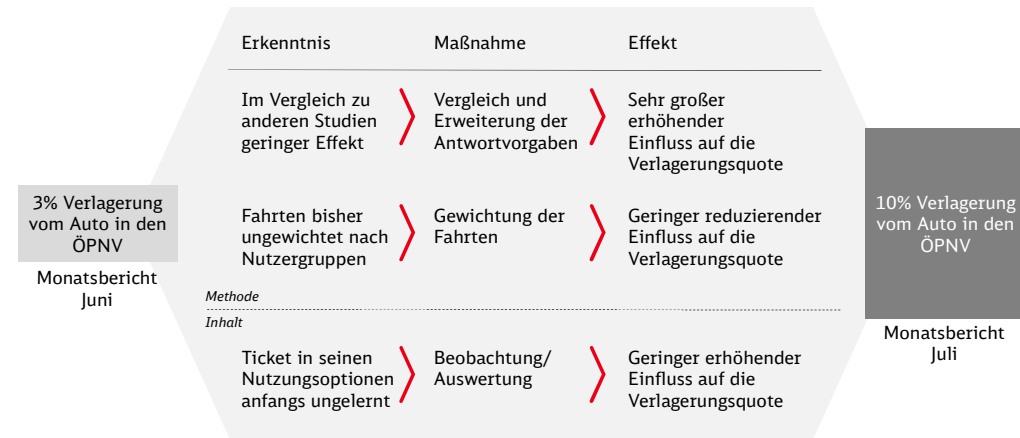 Erkenntnis
Maßnahme
Effekt
Im Vergleich zu
anderen Studien
geringer Effekt
Vergleich und
Erweiterung der
Antwortvorgaben
Sehr großer
erhöhender
Einfluss auf die
Verlagerungsquote
3% Verlagerung
vom Auto in den
ÖPNV
Monatsbericht
Juni
Fahrten bisher
ungewichtet nach
Nutzergruppen
Gewichtung der
Fahrten
Geringer reduzierender
Einfluss auf die
Verlagerungsquote
10% Verlagerung
vom Auto in den
ÖPNV
Monatsbericht
Juli
Methode
Inhalt
Ticket in seinen
Nutzungsoptionen
anfangs ungelernt
Beobachtung/
Auswertung
Geringer erhöhender
Einfluss auf die
Verlagerungsquote